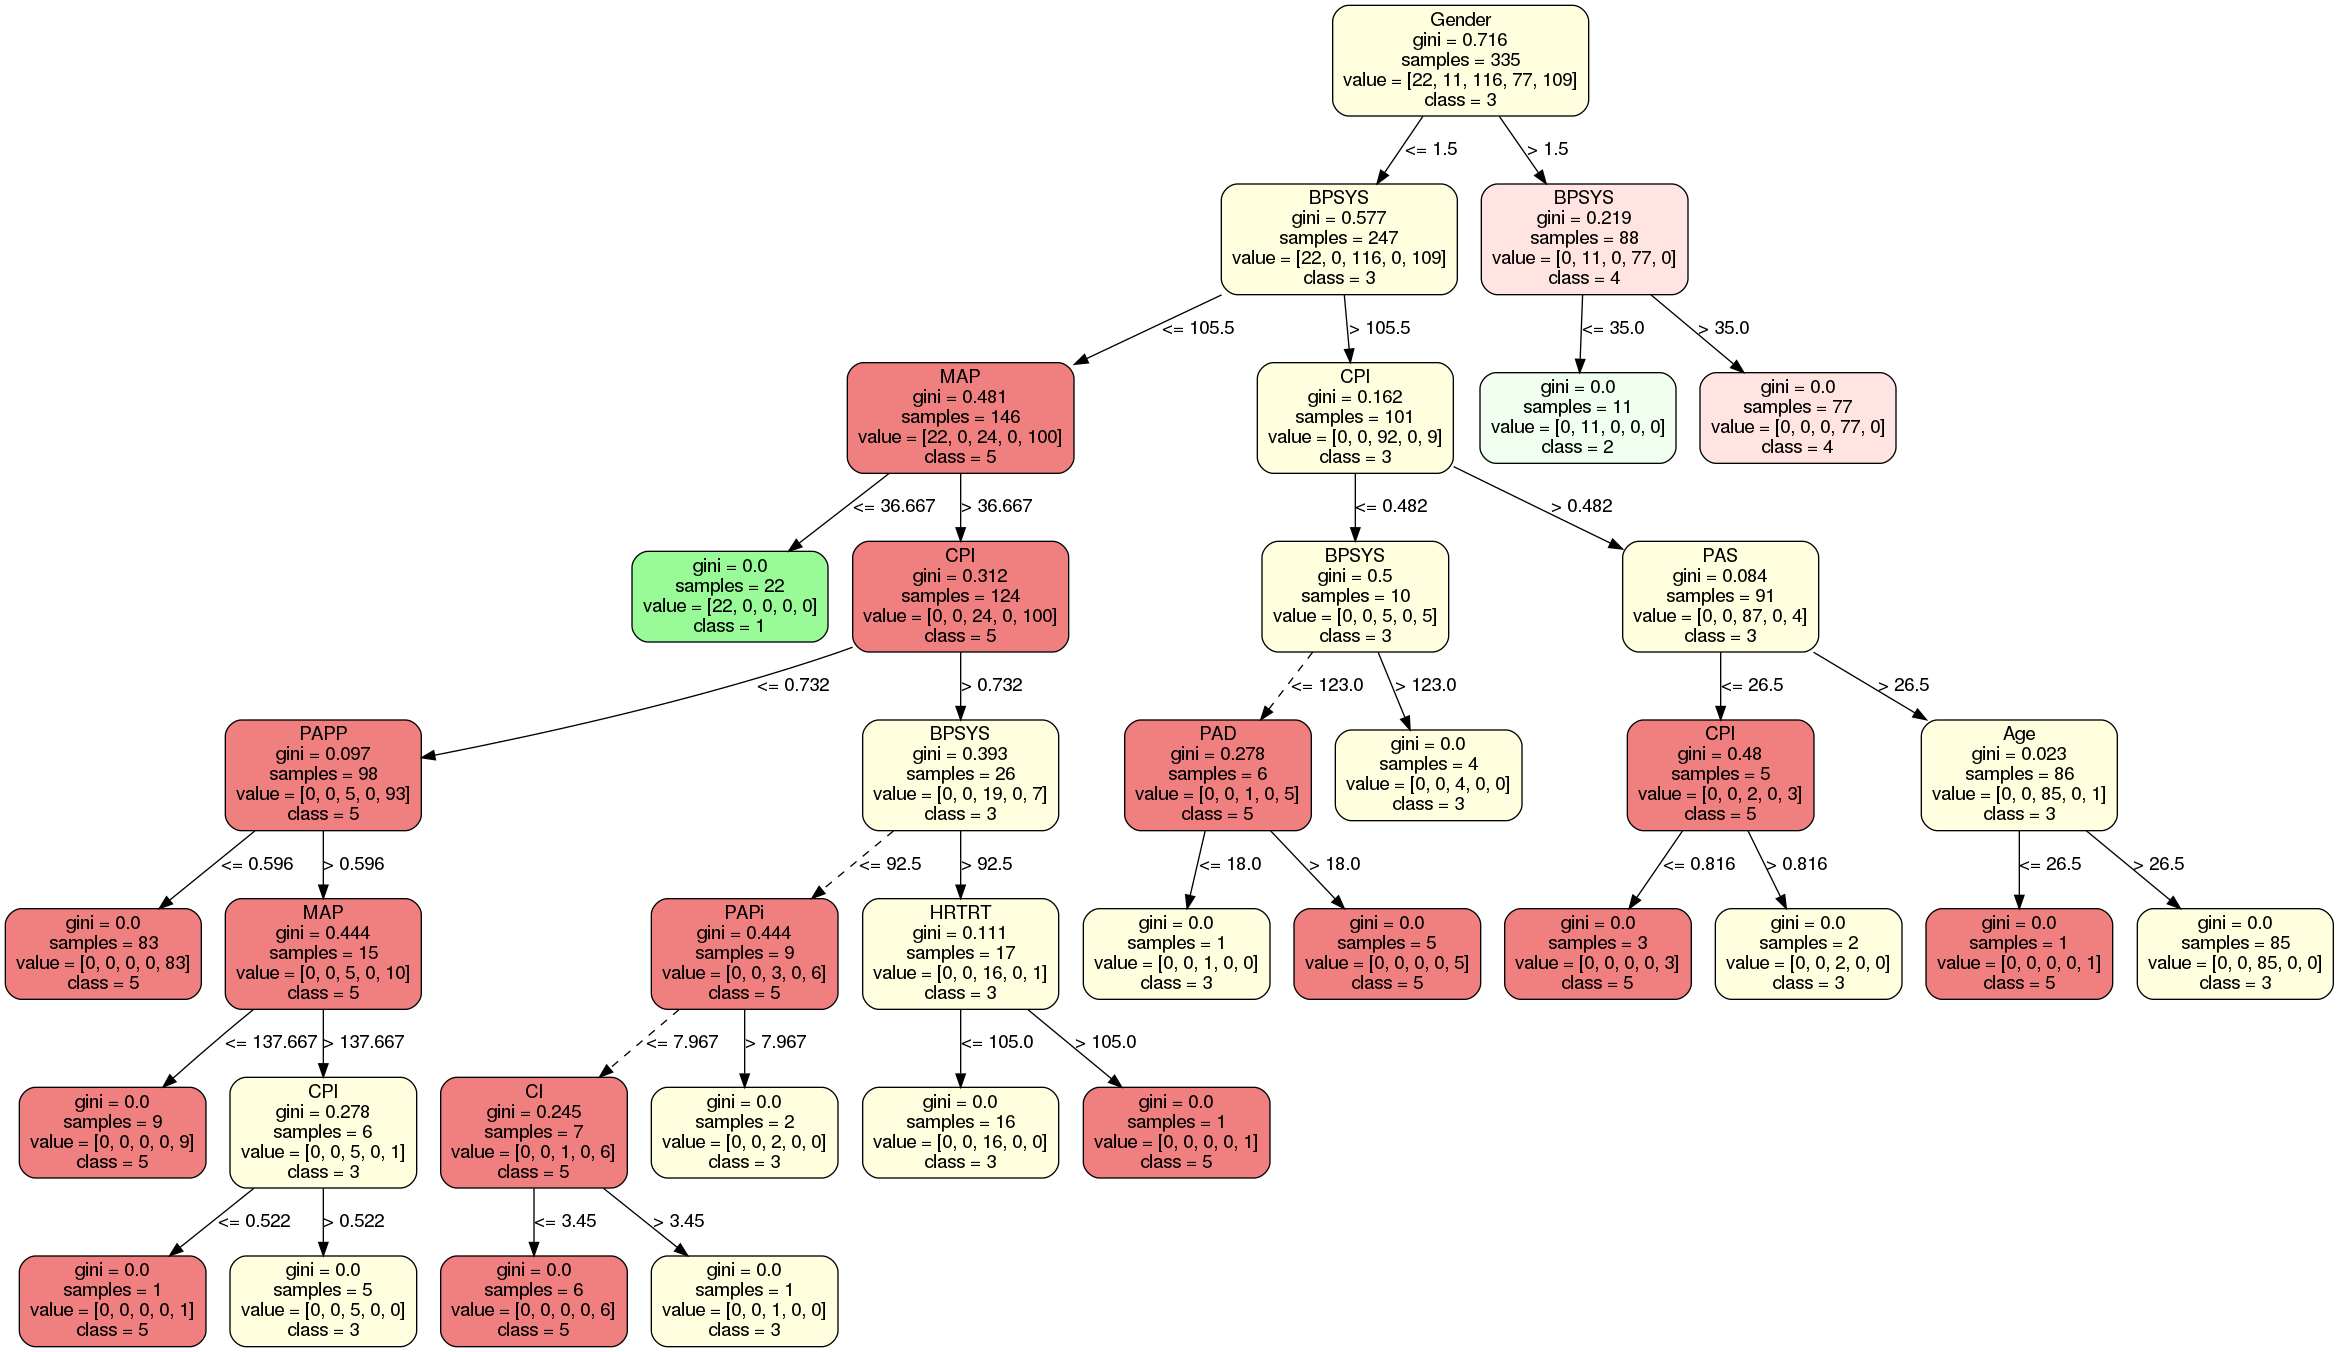 Gender
gini = 0.716
samples = 335
value = [22, 11, 116, 77, 109]
class = 3
<= 1.5
> 1.5
BPSYS
gini = 0.577
samples = 247
value = [22, 0, 116, 0, 109]
class = 3
BPSYS
gini = 0.219
samples = 88
value = [0, 11, 0, 77, 0]
class = 4
<= 105.5
> 105.5
<= 35.0
> 35.0
MAP
gini = 0.481
samples = 146
value = [22, 0, 24, 0, 100]
class = 5
CPI
gini = 0.162
samples = 101
value = [0, 0, 92, 0, 9]
class = 3
gini = 0.0
samples = 11
value = [0, 11, 0, 0, 0]
class = 2
gini = 0.0
samples = 77
value = [0, 0, 0, 77, 0]
class = 4
<= 36.667
> 36.667
<= 0.482
> 0.482
gini = 0.0
samples = 22
value = [22, 0, 0, 0, 0]
class = 1
CPI
gini = 0.312
samples = 124
value = [0, 0, 24, 0, 100]
class = 5
BPSYS
gini = 0.5
samples = 10
value = [0, 0, 5, 0, 5]
class = 3
PAS
gini = 0.084
samples = 91
value = [0, 0, 87, 0, 4]
class = 3
<= 0.732
> 0.732
<= 123.0
> 123.0
<= 26.5
> 26.5
PAPP
gini = 0.097
samples = 98
value = [0, 0, 5, 0, 93]
class = 5
BPSYS
gini = 0.393
samples = 26
value = [0, 0, 19, 0, 7]
class = 3
PAD
gini = 0.278
samples = 6
value = [0, 0, 1, 0, 5]
class = 5
gini = 0.0
samples = 4
value = [0, 0, 4, 0, 0]
class = 3
CPI
gini = 0.48
samples = 5
value = [0, 0, 2, 0, 3]
class = 5
Age
gini = 0.023
samples = 86
value = [0, 0, 85, 0, 1]
class = 3
<= 0.596
> 0.596
<= 92.5
> 92.5
<= 18.0
> 18.0
<= 0.816
> 0.816
<= 26.5
> 26.5
gini = 0.0
samples = 83
value = [0, 0, 0, 0, 83]
class = 5
MAP
gini = 0.444
samples = 15
value = [0, 0, 5, 0, 10]
class = 5
PAPi
gini = 0.444
samples = 9
value = [0, 0, 3, 0, 6]
class = 5
HRTRT
gini = 0.111
samples = 17
value = [0, 0, 16, 0, 1]
class = 3
gini = 0.0
samples = 1
value = [0, 0, 1, 0, 0]
class = 3
gini = 0.0
samples = 5
value = [0, 0, 0, 0, 5]
class = 5
gini = 0.0
samples = 3
value = [0, 0, 0, 0, 3]
class = 5
gini = 0.0
samples = 2
value = [0, 0, 2, 0, 0]
class = 3
gini = 0.0
samples = 1
value = [0, 0, 0, 0, 1]
class = 5
gini = 0.0
samples = 85
value = [0, 0, 85, 0, 0]
class = 3
<= 137.667
> 137.667
<= 7.967
> 7.967
<= 105.0
> 105.0
gini = 0.0
samples = 9
value = [0, 0, 0, 0, 9]
class = 5
CPI
gini = 0.278
samples = 6
value = [0, 0, 5, 0, 1]
class = 3
CI
gini = 0.245
samples = 7
value = [0, 0, 1, 0, 6]
class = 5
gini = 0.0
samples = 2
value = [0, 0, 2, 0, 0]
class = 3
gini = 0.0
samples = 16
value = [0, 0, 16, 0, 0]
class = 3
gini = 0.0
samples = 1
value = [0, 0, 0, 0, 1]
class = 5
<= 0.522
> 0.522
<= 3.45
> 3.45
gini = 0.0
samples = 1
value = [0, 0, 0, 0, 1]
class = 5
gini = 0.0
samples = 5
value = [0, 0, 5, 0, 0]
class = 3
gini = 0.0
samples = 6
value = [0, 0, 0, 0, 6]
class = 5
gini = 0.0
samples = 1
value = [0, 0, 1, 0, 0]
class = 3